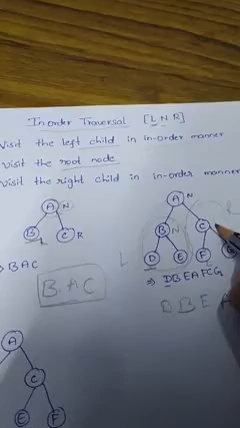 Inorder Traversal [L N R]
Visit the left child in in-order manner
visit the root node
Visit the right child in in-order manner
A N
B L C R
BAC
B A C
A N
B N C
L R
D E F
DBEAFCG
D B E A
A
C
E F